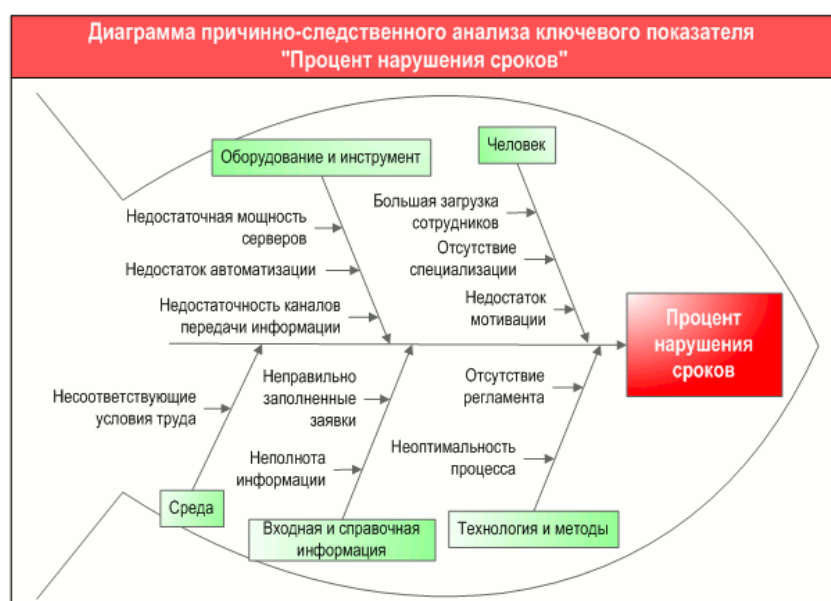 Диаграмма причинно-следственного анализа ключевого показателя
"Процент нарушения сроков"
Оборудование и инструмент
Человек
Недостаточная мощность
серверов
Недостаток автоматизации
Недостаточность каналов
передачи информации
Большая загрузка
сотрудников
Отсутствие
специализации
Недостаток
мотивации
Процент
нарушения
сроков
Несоответствующие
условия труда
Неправильно
заполненные
заявки
Неполнота
информации
Отсутствие
регламента
Неоптимальность
процесса
Среда
Входная и справочная
информация
Технология и методы